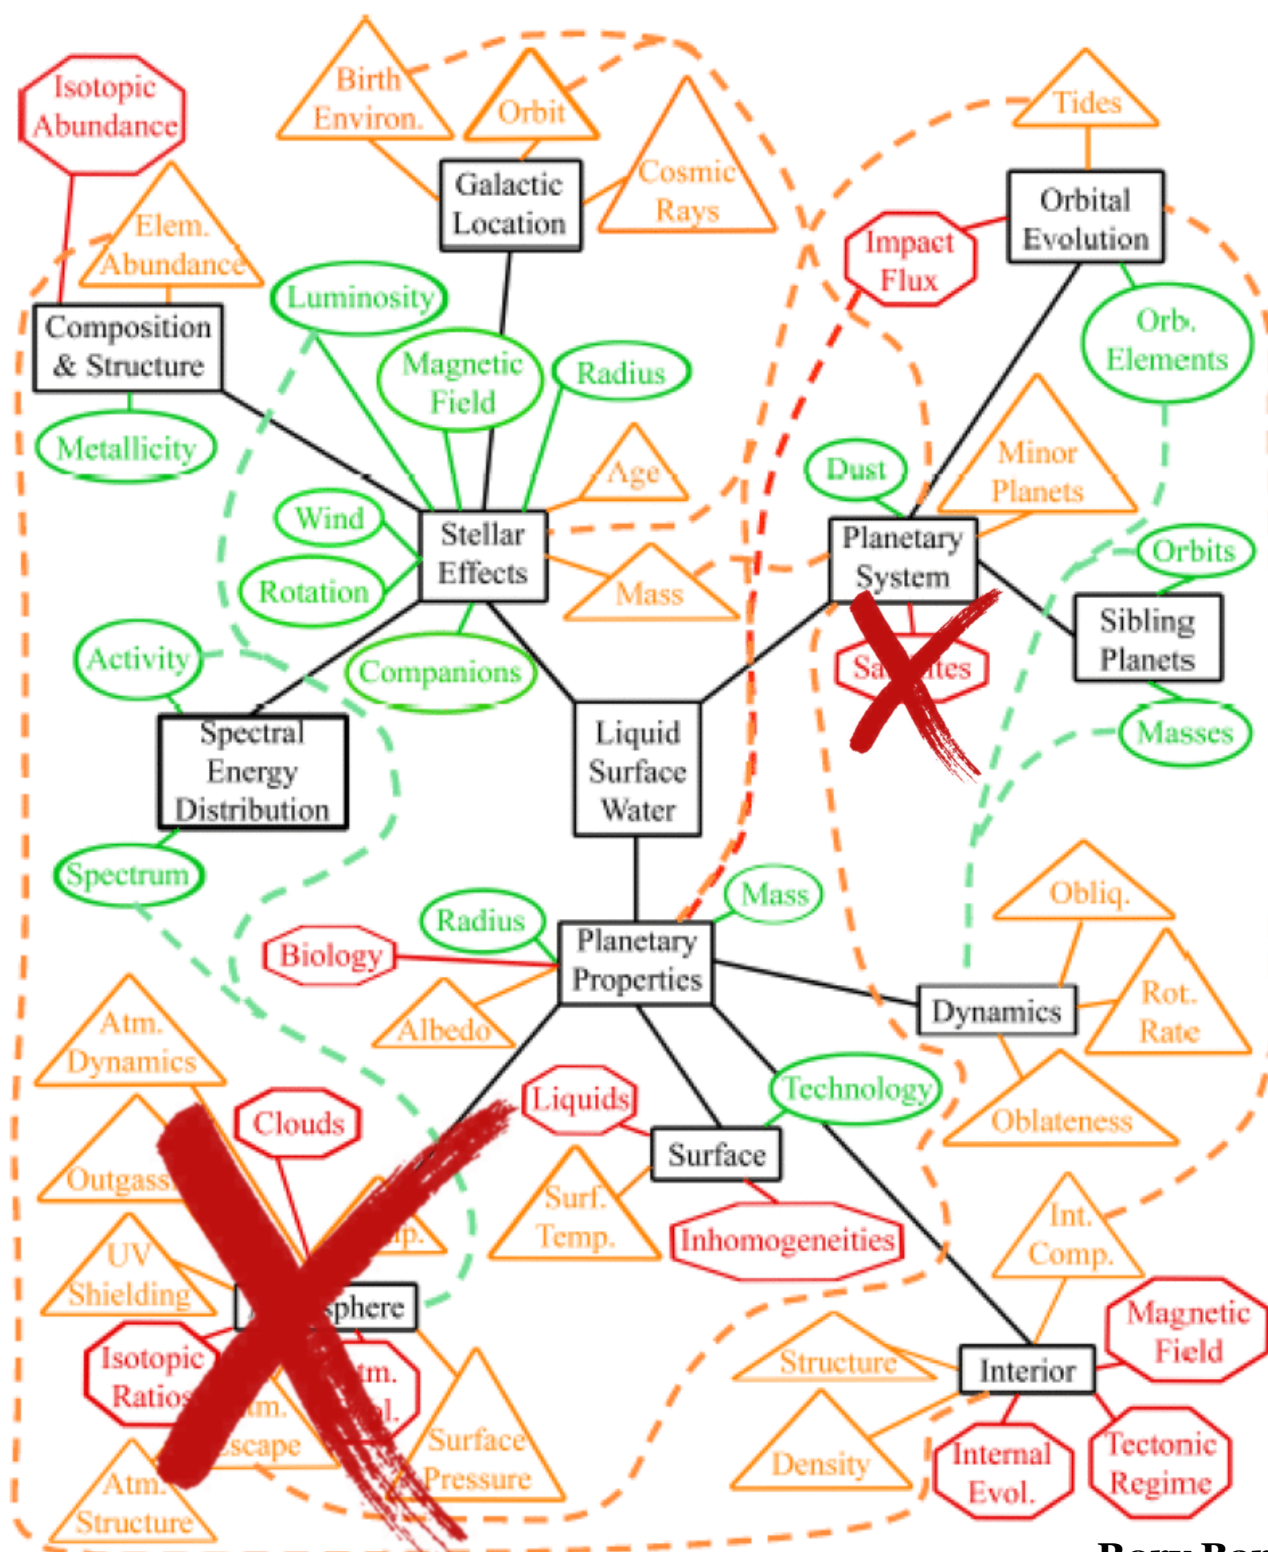 Isotopic
Abundance
Birth
Environ.
Orbit
Cosmic
Rays
Tides
Galactic
Location
Orbital
Evolution
Impact
Flux
Elem.
Abundance
Luminosity
Composition
& Structure
Magnetic
Field
Radius
Orb.
Elements
Metallicity
Age
Dust
Minor
Planets
Wind
Stellar
Effects
Planetary
System
Orbits
Rotation
Mass
Sibling
Planets
Activity
Companions
Masses
Spectral
Energy
Distribution
Liquid
Surface
Water
Spectrum
Radius
Mass
Obliq.
Biology
Planetary
Properties
Albedo
Dynamics
Rot.
Rate
Atm.
Dynamics
Clouds
Liquids
Technology
Oblateness
Surface
Surf.
Temp.
Inhomogeneities
Int.
Comp.
UV
Shielding
Isotopic
Ratios
Structure
Interior
Magnetic
Field
Surface
Pressure
Density
Internal
Evol.
Tectonic
Regime
Atm.
Structure